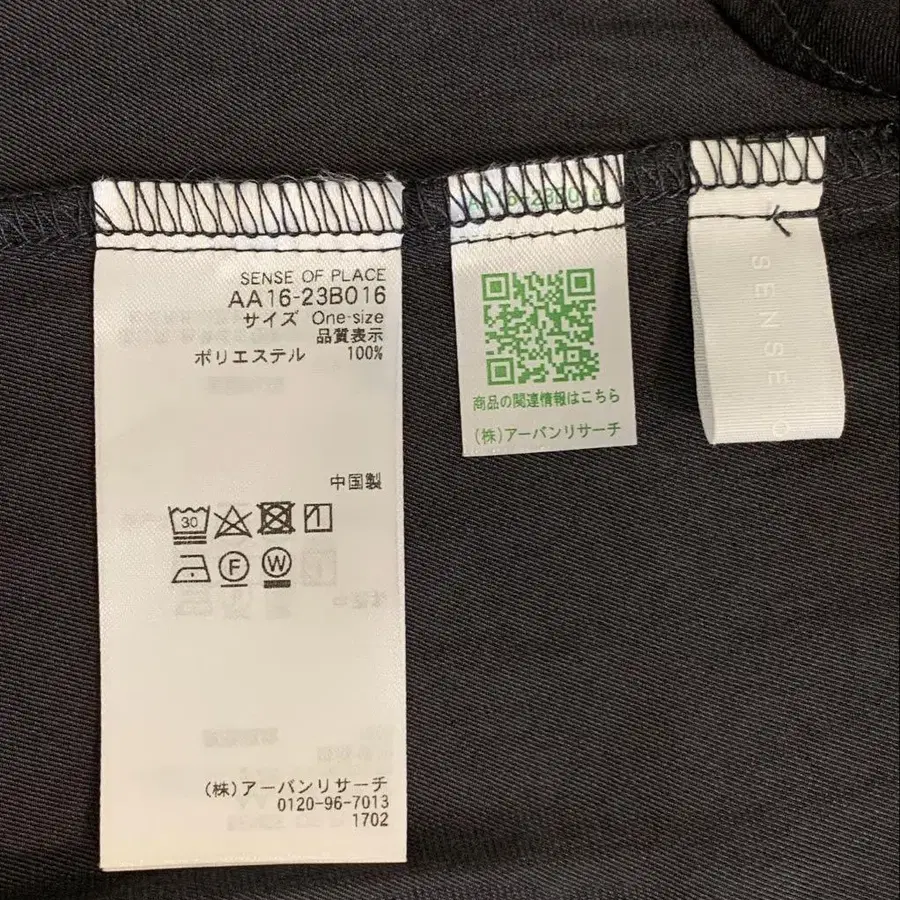 SENSE OF PLACE
AA16-23B016
サイズ One-size
品質表示
ポリエステル 100%
中国製
30
F
W
(株)アーバンリサーチ
0120-96-7013
1702
AA16-23B016
商品の関連情報はこちら
(株)アーバンリサーチ
SENSE